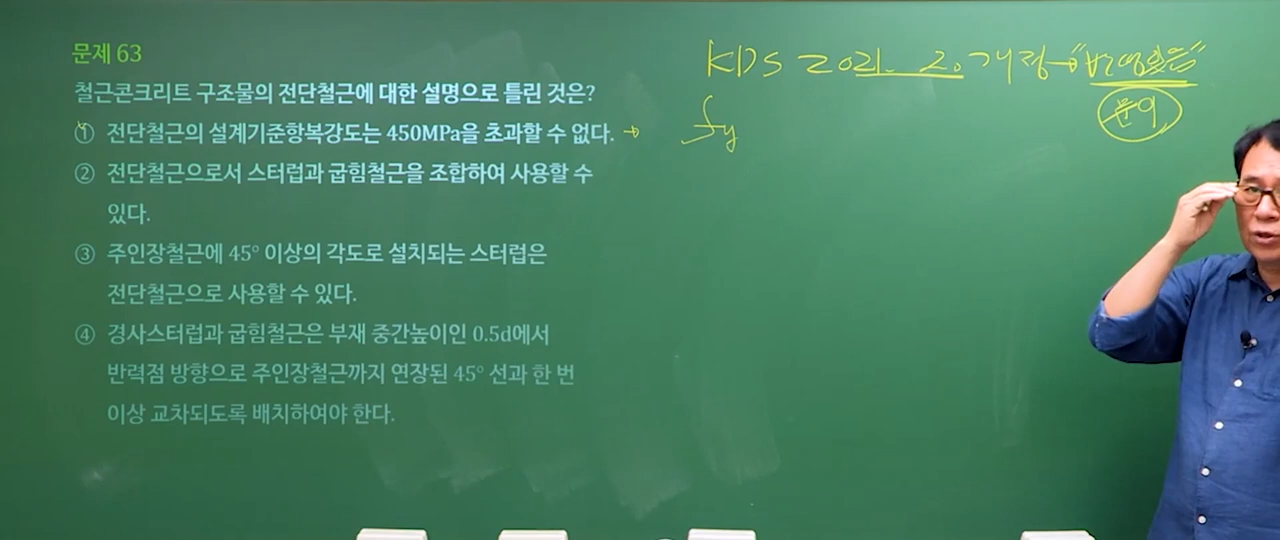 문제 63
철근콘크리트 구조물의 전단철근에 대한 설명으로 틀린 것은?
① 전단철근의 설계기준항복강도는 450MPa을 초과할 수 없다. →
② 전단철근으로서 스터럽과 굽힘철근을 조합하여 사용할 수
있다.
③ 주인장철근에 45° 이상의 각도로 설치되는 스터럽은
전단철근으로 사용할 수 있다.
④ 경사스터럽과 굽힘철근은 부재 중간높이인 0.5d에서
반력점 방향으로 주인장철근까지 연장된 45° 선과 한 번
이상 교차되도록 배치하여야 한다.
KDS 2021. 2. 개정→
fy